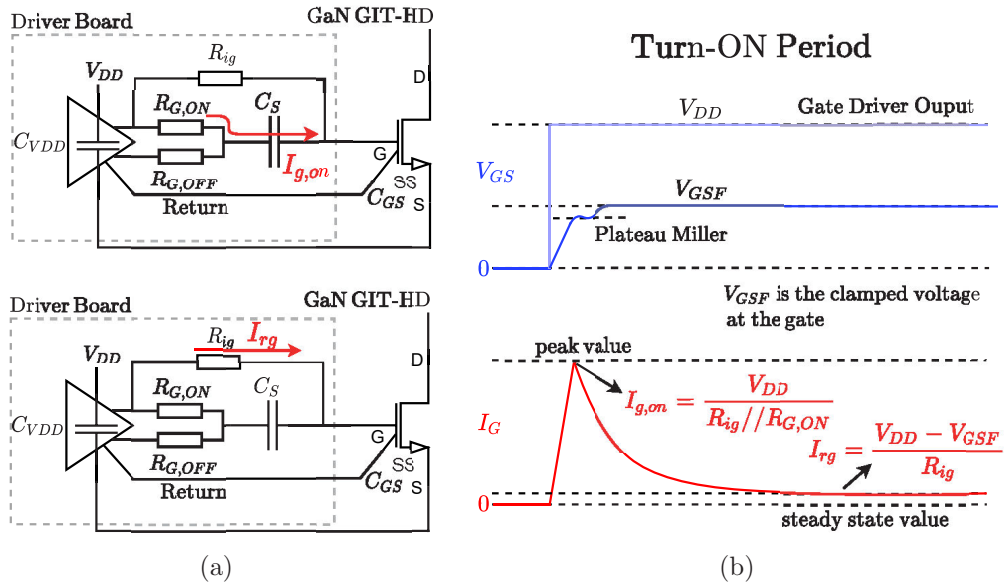 GaN GIT-HD
Driver Board
R_ig
D
V_DD
R_G,ON
C_S
C_VDD
I_g,on
G
R_G,OFF
SS
C_GS
S
Return
GaN GIT-HD
Driver Board
R_ig
I_rg
D
V_DD
R_G,ON
C_S
C_VDD
G
R_G,OFF
SS
C_GS
S
Return
(a)
Turn-ON Period
V_DD
Gate Driver Ouput
V_GS
V_GSF
Plateau Miller
0
V_GSF is the clamped voltage
at the gate
peak value
I_g,on = V_DD / R_ig//R_G,ON
I_G
I_rg = V_DD − V_GSF / R_ig
0
steady state value
(b)